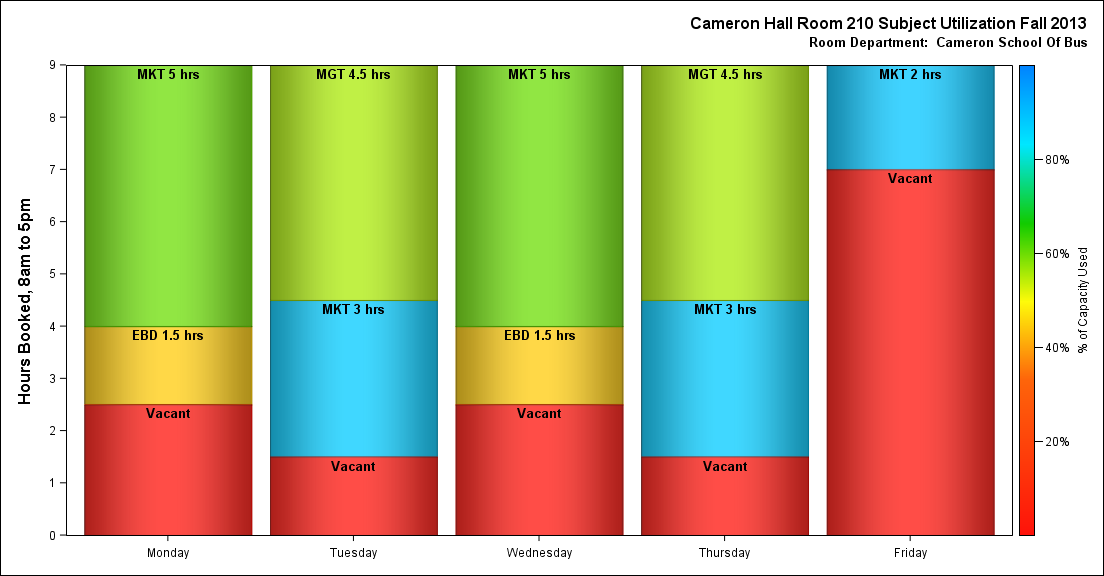 Cameron Hall Room 210 Subject Utilization Fall 2013
Room Department: Cameron School Of Bus
Hours Booked, 8am to 5pm
9
8
7
6
5
4
3
2
1
0
MKT 5 hrs
EBD 1.5 hrs
Vacant
MGT 4.5 hrs
MKT 3 hrs
Vacant
MKT 5 hrs
EBD 1.5 hrs
Vacant
MGT 4.5 hrs
MKT 3 hrs
Vacant
MKT 2 hrs
Vacant
Monday
Tuesday
Wednesday
Thursday
Friday
80%
60%
40%
20%
% of Capacity Used